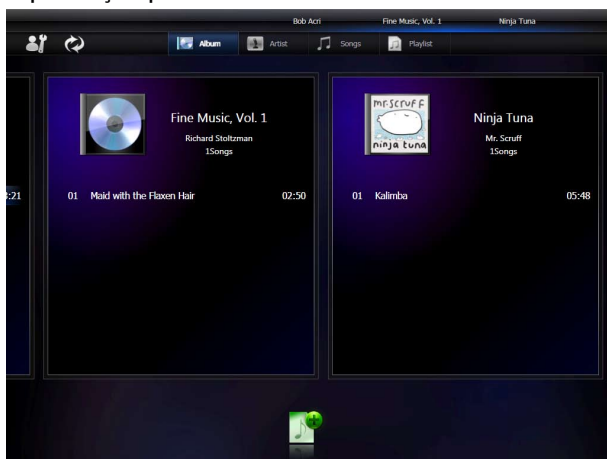 Bob Acri Fine Music, Vol. 1 Ninja Tuna
Album Artist Songs Playlist
Fine Music, Vol. 1
Richard Stoltzman
1Songs
01 Maid with the Flaxen Hair 02:50
mr.scruff
ninja tuna
Ninja Tuna
Mr. Scruff
1Songs
01 Kalimba 05:48
:21